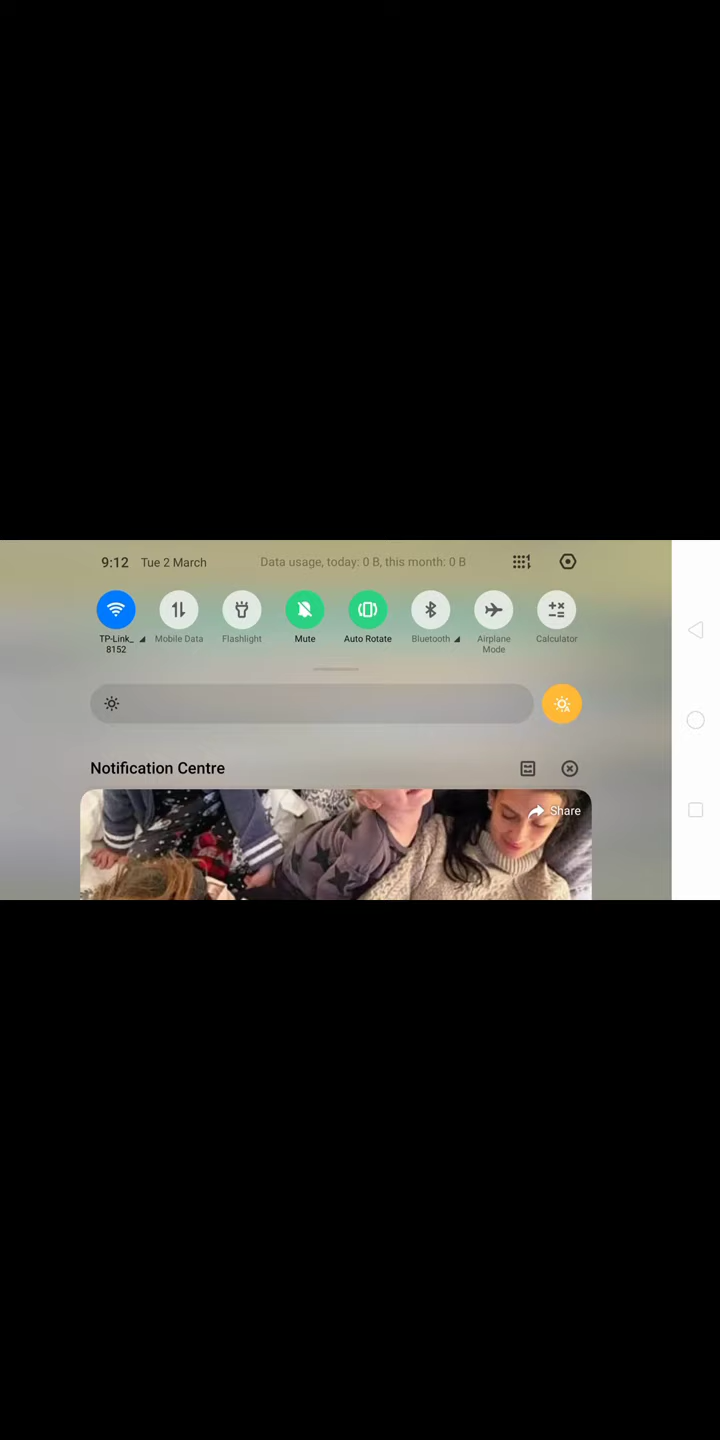 9:12 Tue 2 March Data usage, today: 0 B, this month: 0 B
TP-Link_ Mobile Data Flashlight Mute Auto Rotate Bluetooth Airplane Calculator
8152 Mode
Notification Centre
Share